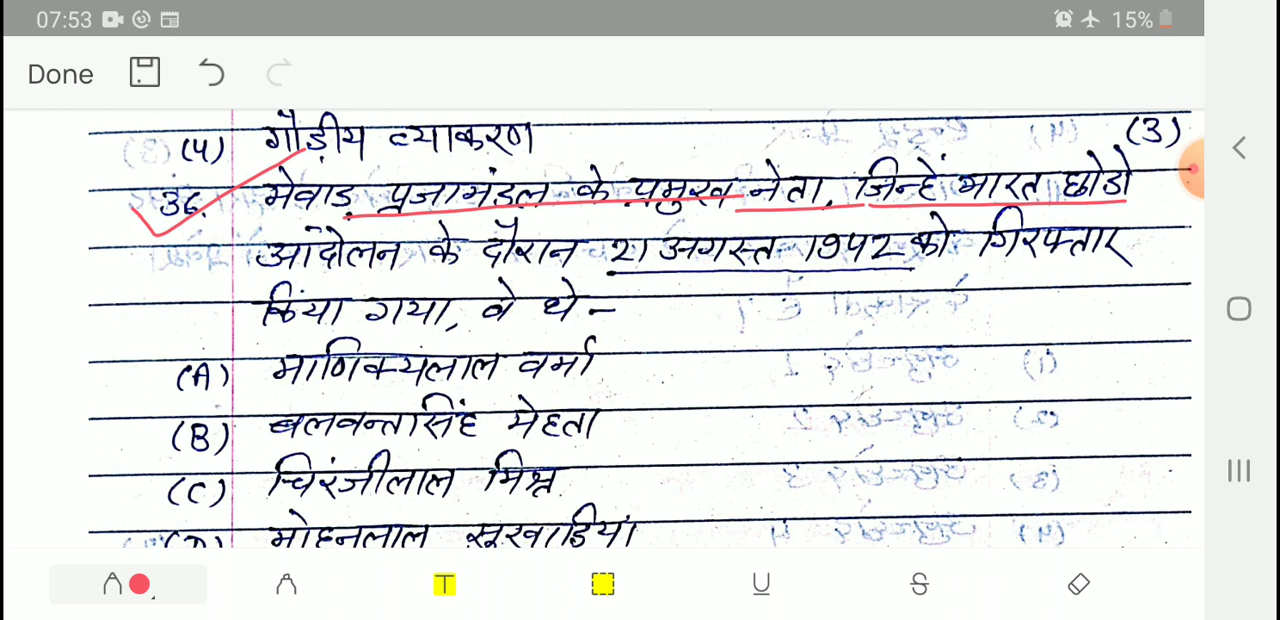 07:53 15%
Done
(4) गौड़ीय व्याकरण (3)
36. मेवाड़ प्रजामंडल के प्रमुख नेता, जिन्हें भारत छोडो
आंदोलन के दौरान 21 अगस्त 1942 को गिरफ्तार
किया गया, वे थे -
(A) माणिक्यलाल वर्मा
(B) बलवन्तसिंह मेहता
(C) चिरंजीलाल मिश्र
(D) मोहनलाल सूखाडिया
T U S